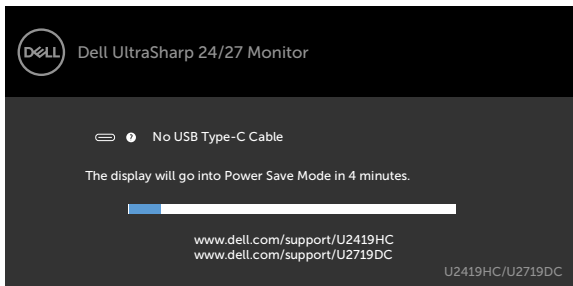 DELL
Dell UltraSharp 24/27 Monitor
? No USB Type-C Cable
The display will go into Power Save Mode in 4 minutes.
www.dell.com/support/U2419HC
www.dell.com/support/U2719DC
U2419HC/U2719DC